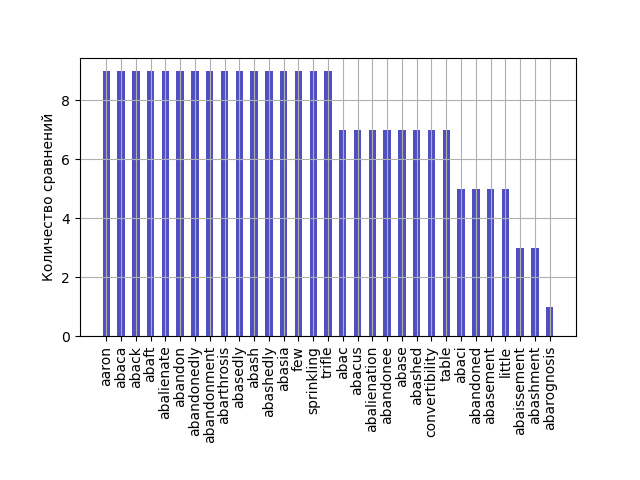 Количество сравнений
8
6
4
2
0
aaron
abaca
aback
abaft
abalienate
abandon
abandonedly
abandonment
abarthrosis
abasedly
abash
abashedly
abasia
few
sprinkling
trifle
abac
abacus
abalienation
abandonee
abase
abashed
convertibility
table
abaci
abandoned
abasement
little
abaissement
abashment
abarognosis